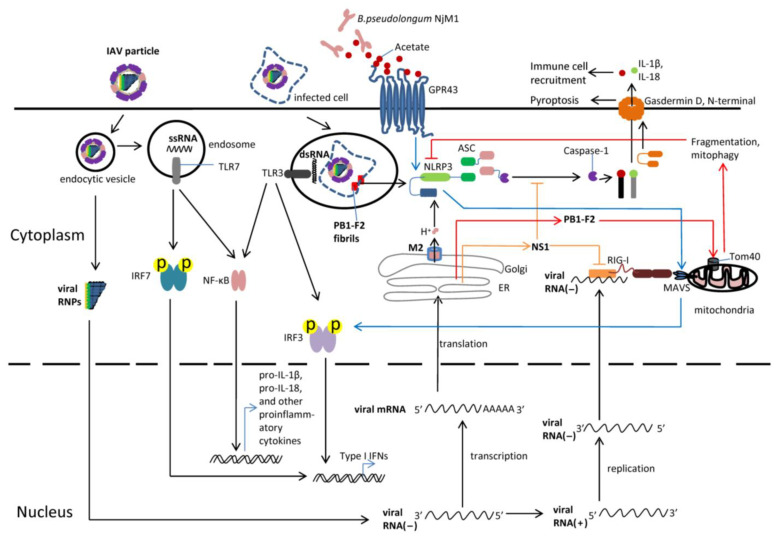 B.pseudolongum NjM1
IAV particle
Acetate
infected cell
GPR43
Immune cell
recruitment
IL-1β,
IL-18
Pyroptosis
Gasdermin D, N-terminal
ssRNA
endosome
TLR7
endocytic vesicle
dsRNA
TLR3
PB1-F2
fibrils
NLRP3
ASC
Caspase-1
Fragmentation,
mitophagy
Cytoplasm
H⁺
M2
Golgi
ER
NS1
PB1-F2
RIG-I
Tom40
viral
RNA(−)
MAVS
mitochondria
viral
RNPs
P P
IRF7
NF-κB
P P
IRF3
translation
pro-IL-1β,
pro-IL-18,
and other
proinflamm-
atory
cytokines
Type I IFNs
viral mRNA 5′ AAAAA 3′
viral
RNA(−) 3′ 5′
transcription
replication
Nucleus
viral
RNA(−) 3′ 5′
viral
RNA(+) 5′ 3′